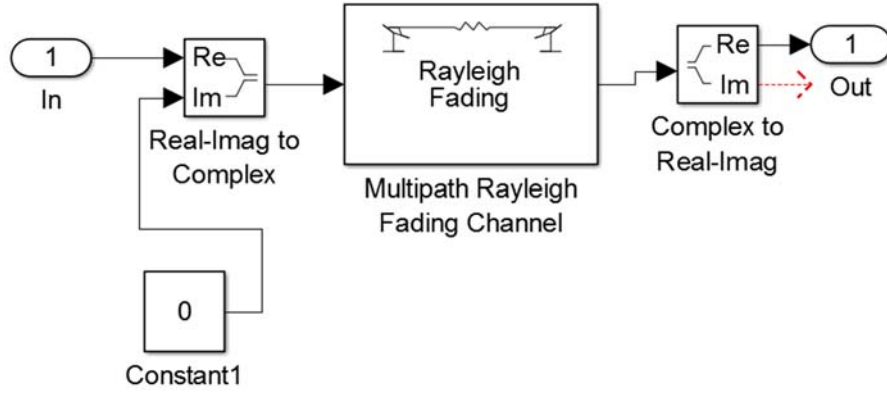 1
In
Re
Im
Real-Imag to
Complex
0
Constant1
Rayleigh
Fading
Multipath Rayleigh
Fading Channel
Re
Im
Complex to
Real-Imag
1
Out